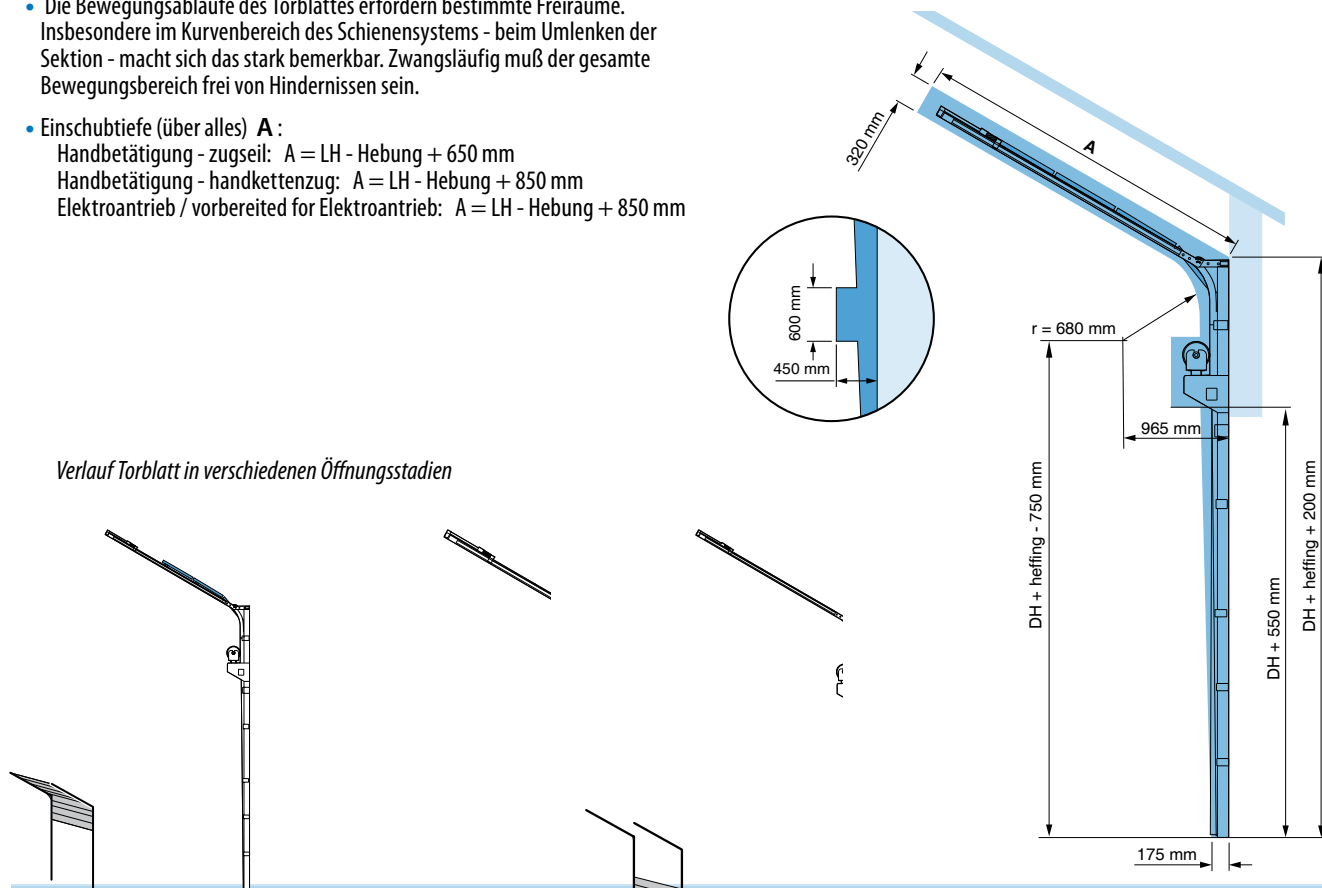 • Die Bewegungsabläufe des Torblattes erfordern bestimmte Freiräume.
Insbesondere im Kurvenbereich des Schienensystems - beim Umlenken der
Sektion - macht sich das stark bemerkbar. Zwangsläufig muß der gesamte
Bewegungsbereich frei von Hindernissen sein.
• Einschubtiefe (über alles) A :
Handbetätigung - zugseil: A = LH - Hebung + 650 mm
Handbetätigung - handkettenzug: A = LH - Hebung + 850 mm
Elektroantrieb / vorbereited for Elektroantrieb: A = LH - Hebung + 850 mm
320 mm
A
600 mm
450 mm
r = 680 mm
965 mm
DH + heffing - 750 mm
DH + 550 mm
DH + heffing + 200 mm
175 mm
Verlauf Torblatt in verschiedenen Öffnungsstadien